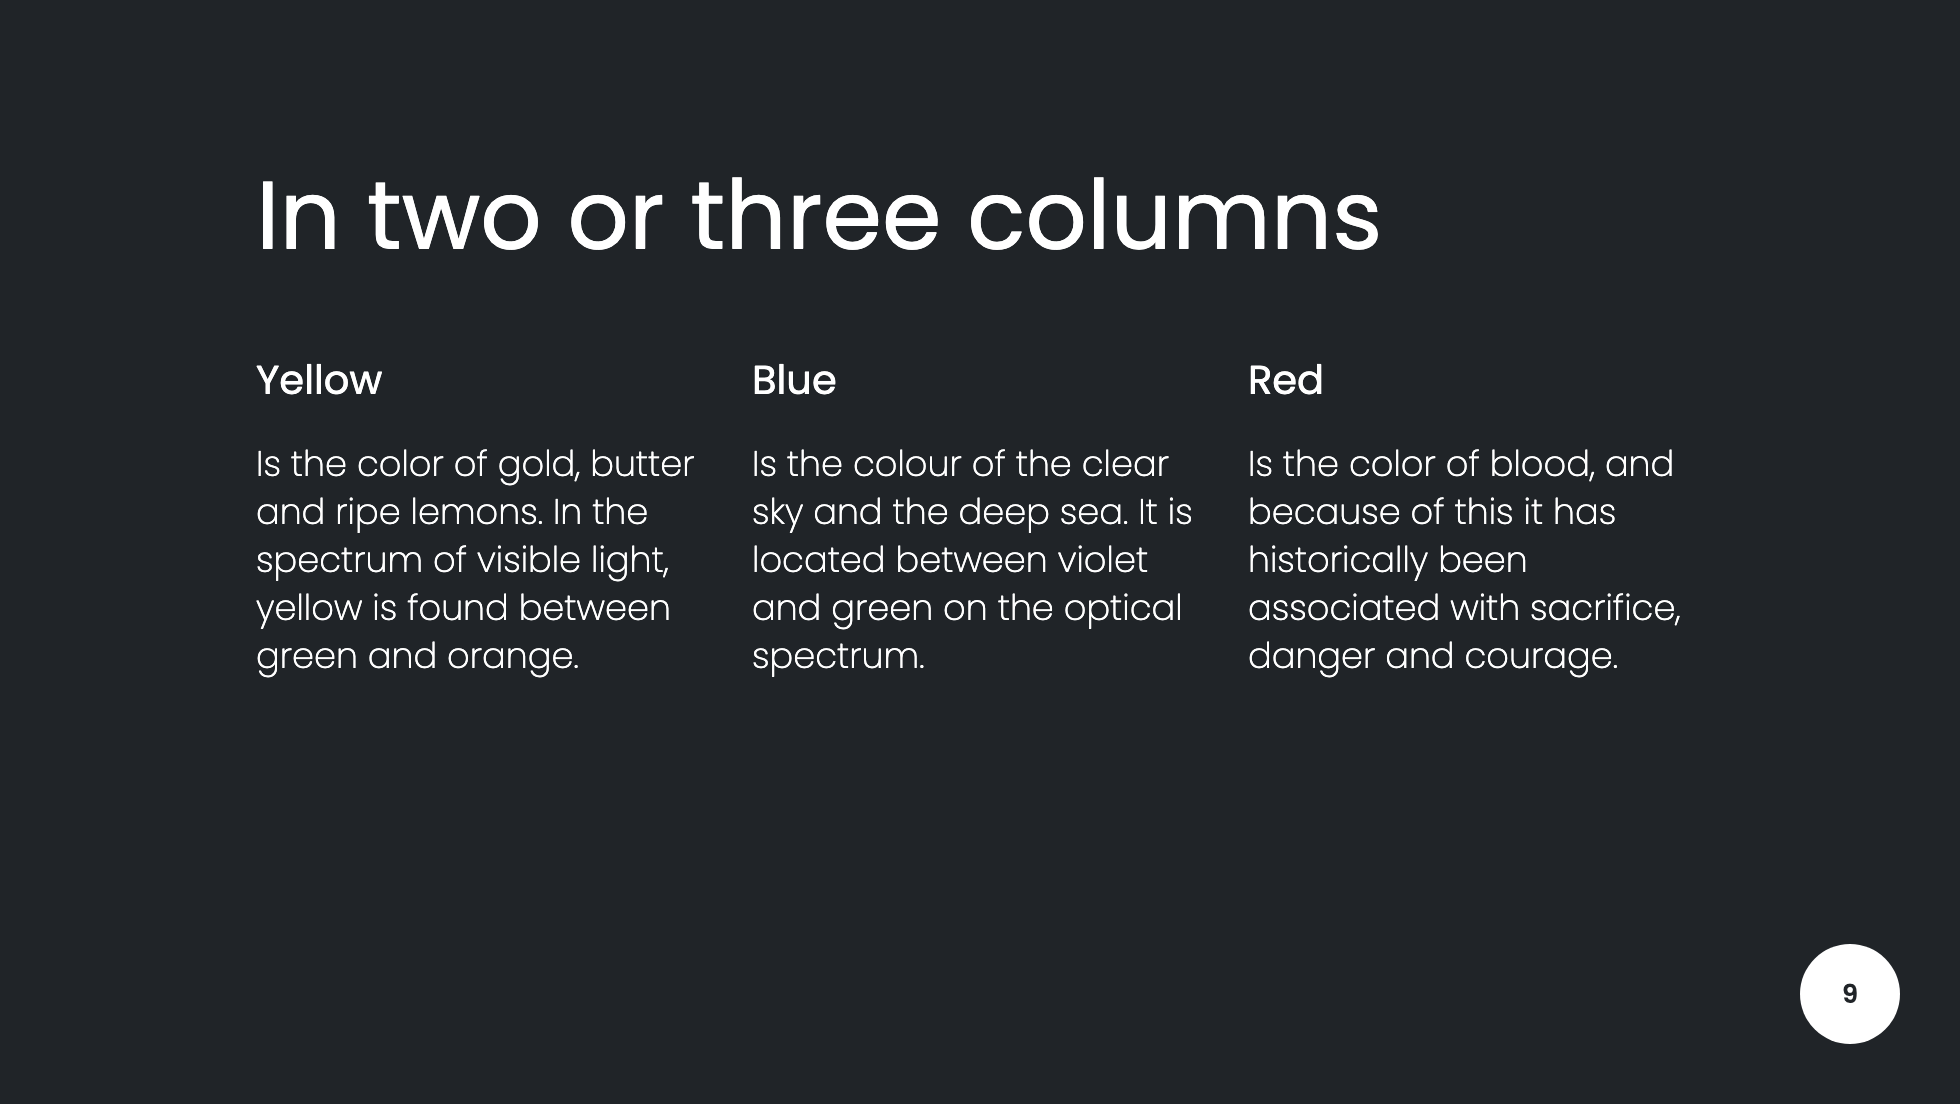 In two or three columns
Yellow
Is the color of gold, butter
and ripe lemons. In the
spectrum of visible light,
yellow is found between
green and orange.
Blue
Is the colour of the clear
sky and the deep sea. It is
located between violet
and green on the optical
spectrum.
Red
Is the color of blood, and
because of this it has
historically been
associated with sacrifice,
danger and courage.
9